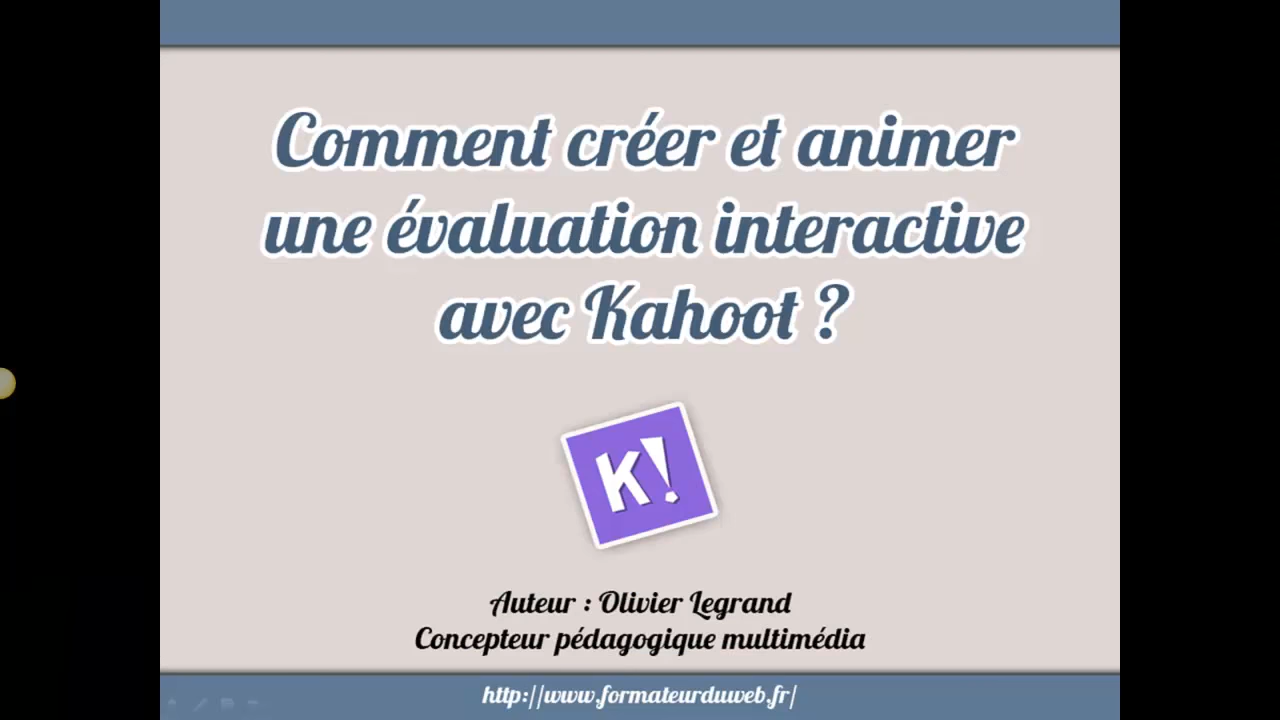 Comment créer et animer
une évaluation interactive
avec Kahoot ?
K!
Auteur : Olivier Legrand
Concepteur pédagogique multimédia
http://www.formateurduweb.fr/